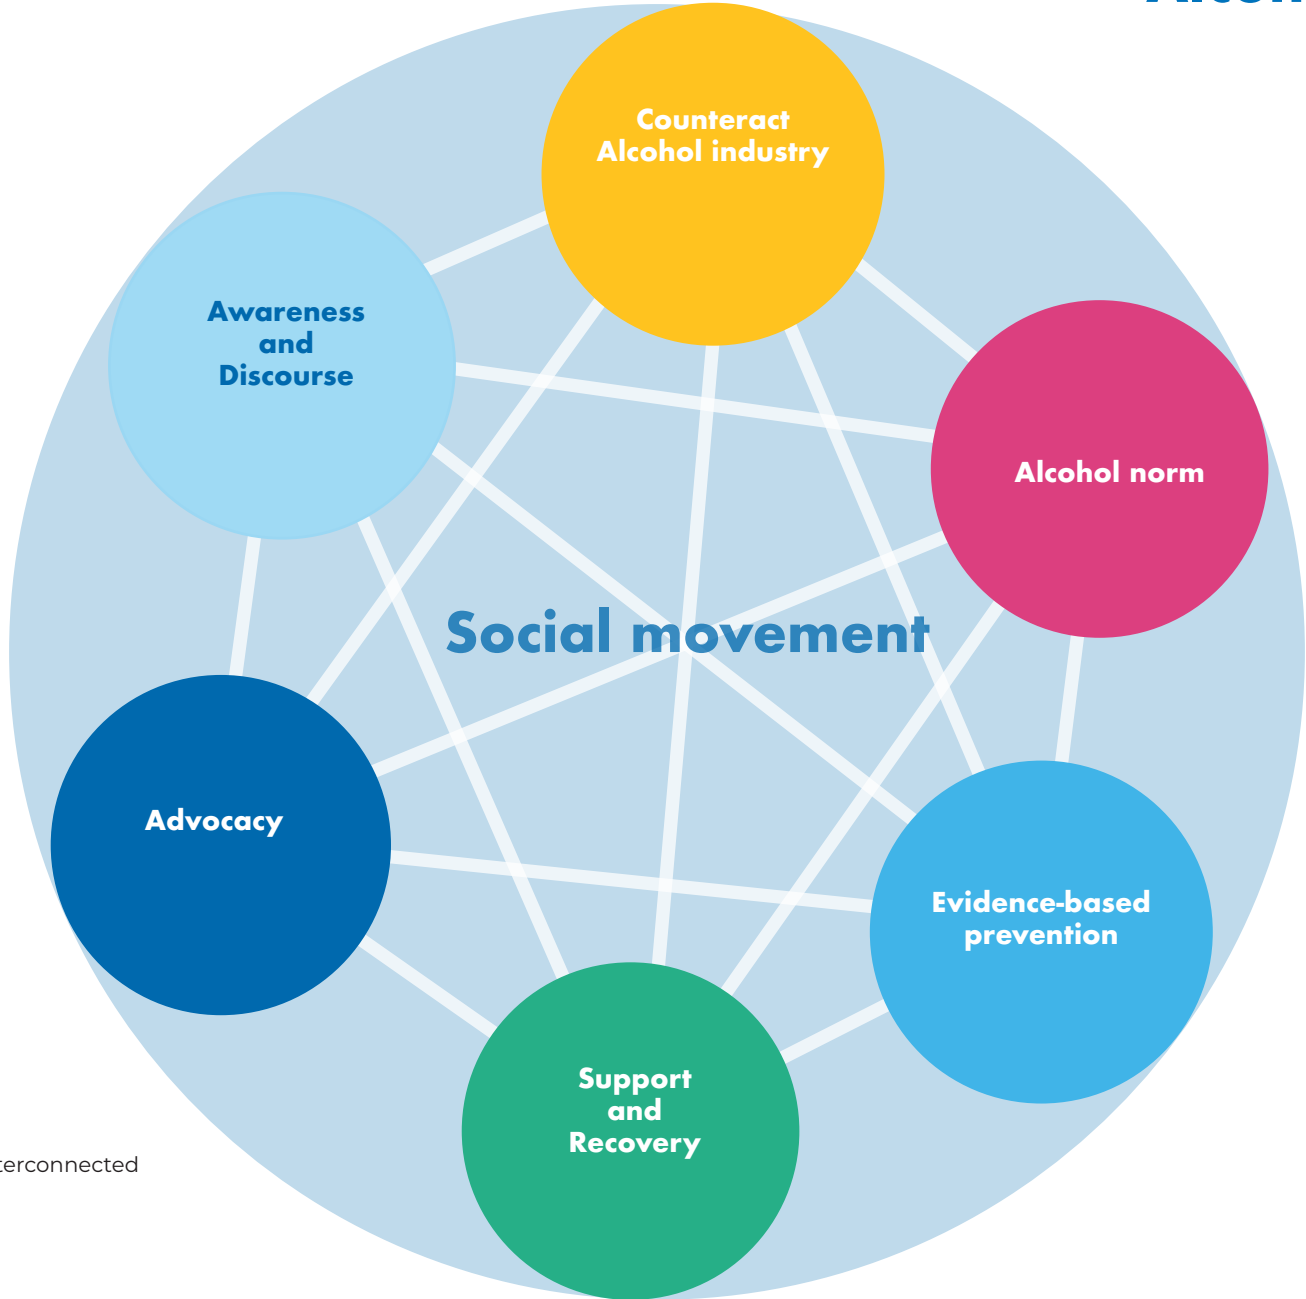 Counteract
Alcohol industry
Awareness
and
Discourse
Alcohol norm
Social movement
Advocacy
Evidence-based
prevention
Support
and
Recovery
terconnected